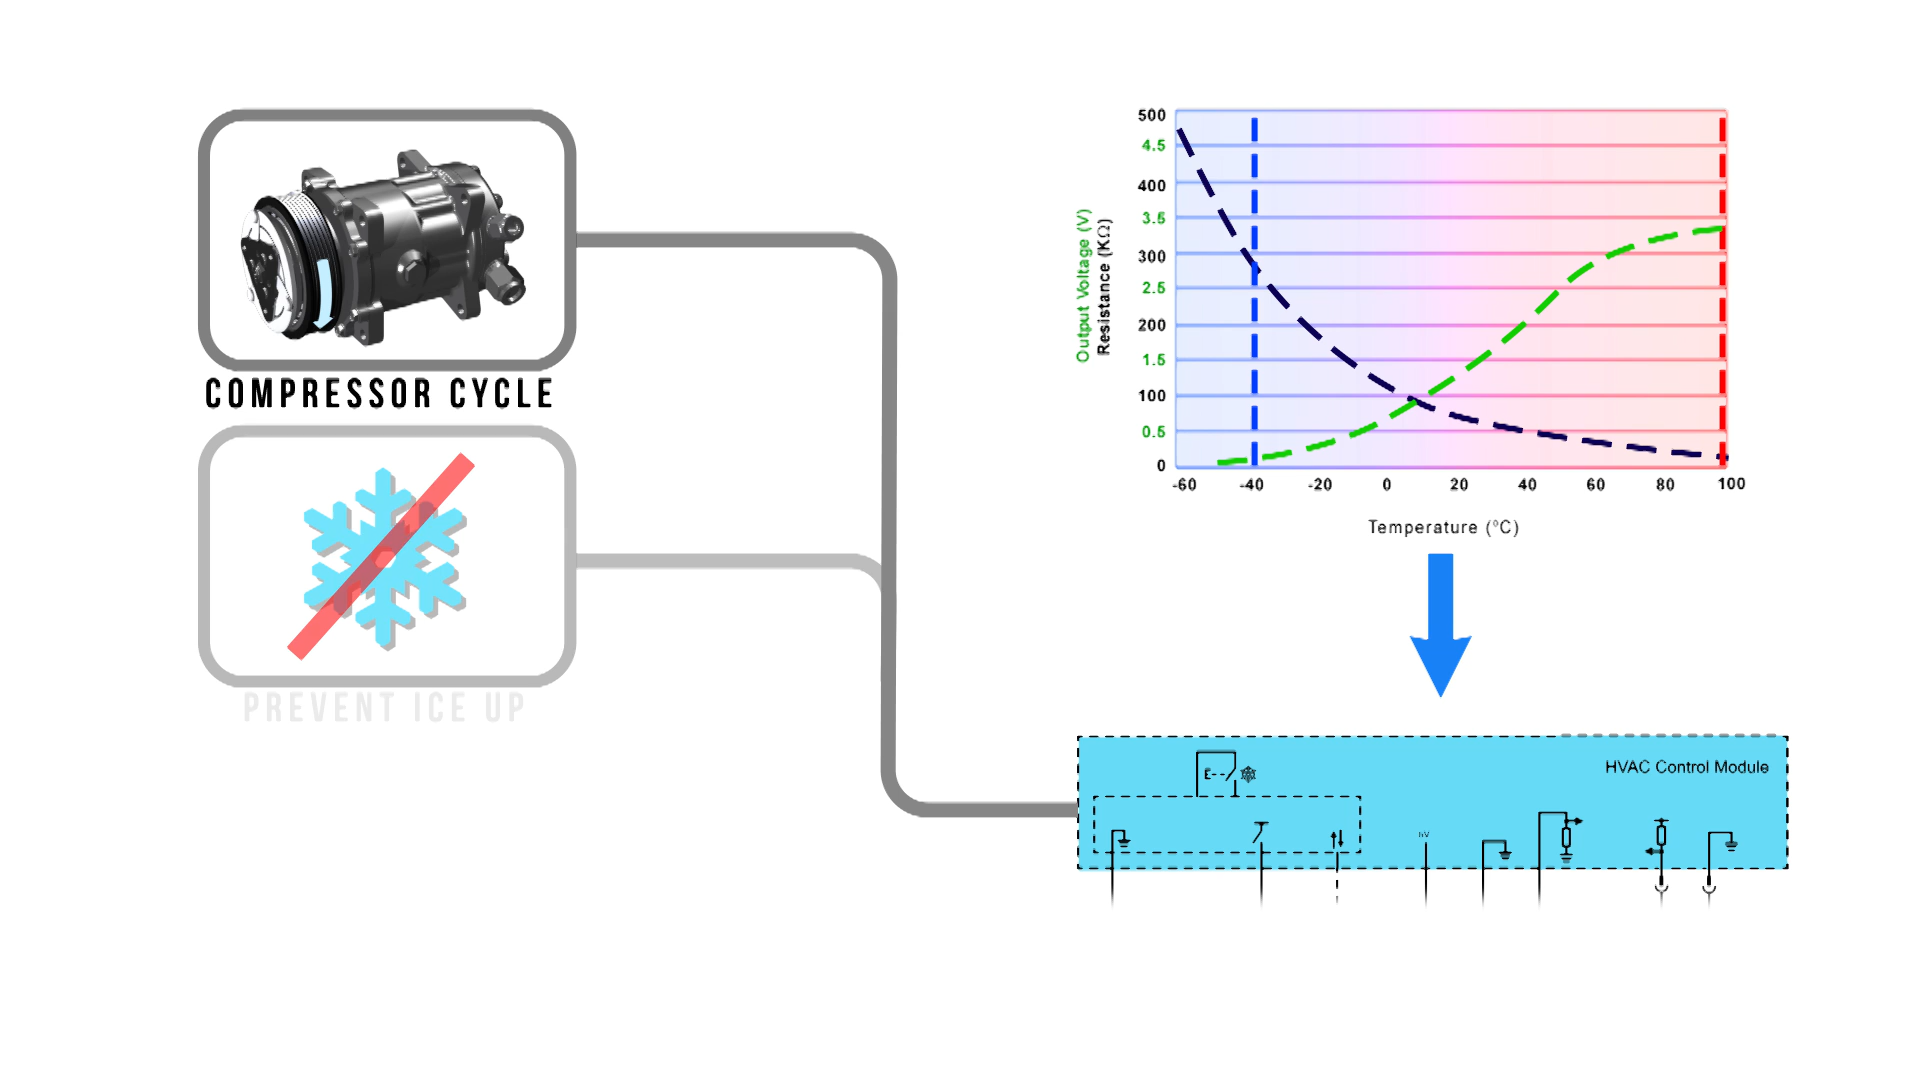 COMPRESSOR CYCLE
PREVENT ICE UP
Output Voltage (V)
Resistance (KΩ)
500
4.5
400
3.5
300
2.5
200
1.5
100
0.5
0
-60 -40 -20 0 20 40 60 80 100
Temperature (ºC)
HVAC Control Module
E
5V